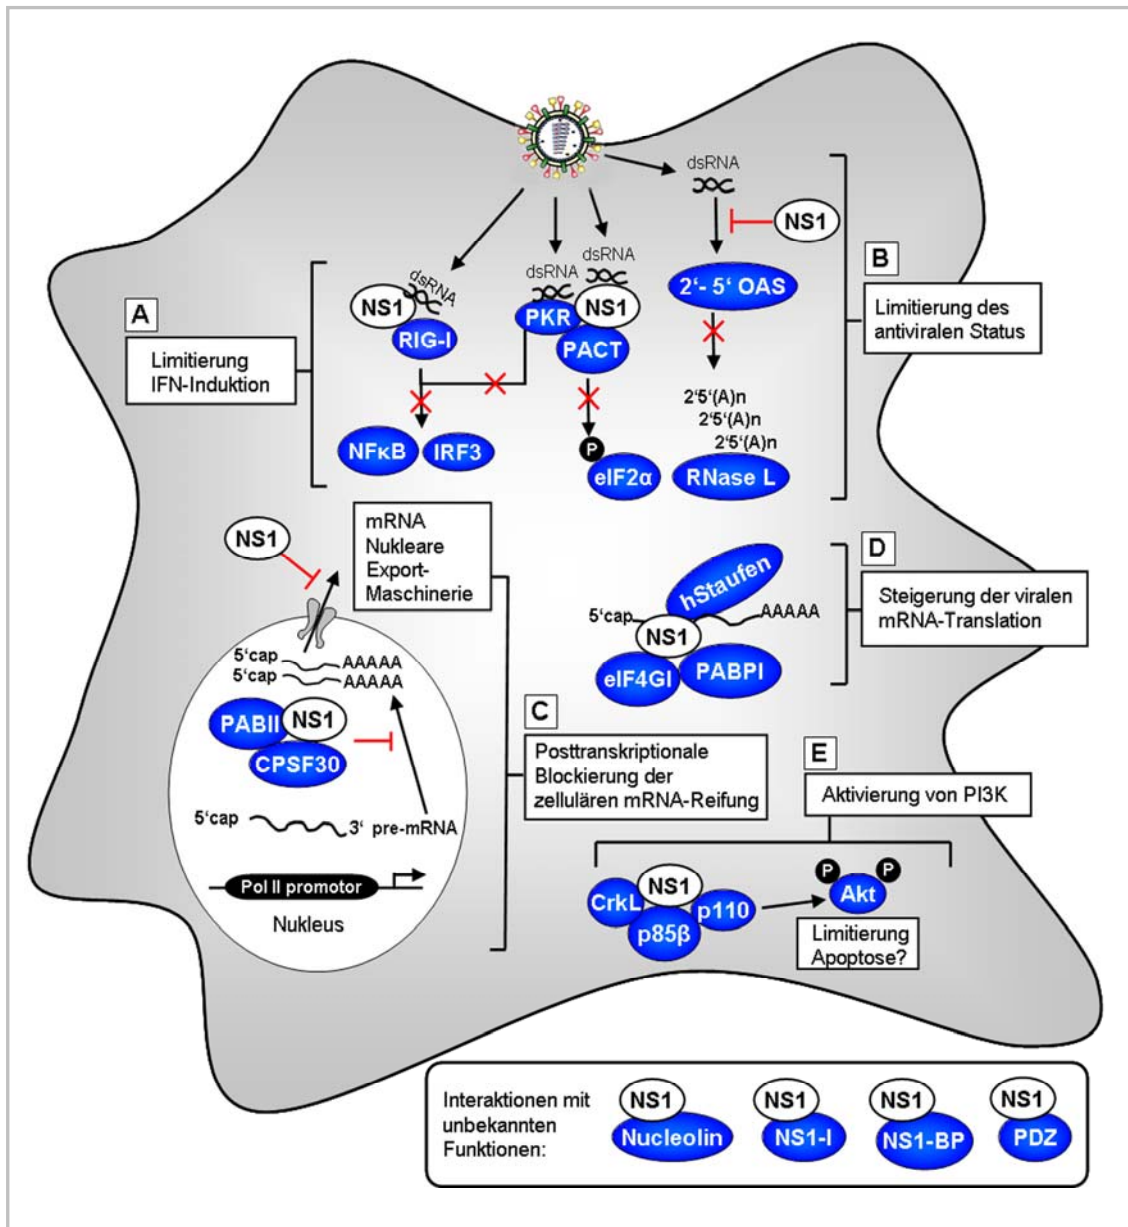 dsRNA
NS1
B
2‘- 5‘ OAS
Limitierung des
antiviralen Status
2‘5‘(A)n
2‘5‘(A)n
2‘5‘(A)n
RNase L
dsRNA
dsRNA
NS1
PKR
PACT
P
eIF2α
dsRNA
NS1
RIG-I
A
Limitierung
IFN-Induktion
NFκB
IRF3
NS1
mRNA
Nukleare
Export-
Maschinerie
5‘cap
AAAAA
5‘cap
AAAAA
PABII
NS1
CPSF30
5‘cap
3‘ pre-mRNA
Pol II promotor
Nukleus
C
Posttranskriptionale
Blockierung der
zellulären mRNA-Reifung
D
Steigerung der viralen
mRNA-Translation
hStaufen
5‘cap
AAAAA
NS1
eIF4GI
PABPI
E
Aktivierung von PI3K
CrkL
NS1
p110
p85β
P
P
Akt
Limitierung
Apoptose?
Interaktionen mit
unbekannten
Funktionen:
NS1
Nucleolin
NS1
NS1-I
NS1
NS1-BP
NS1
PDZ